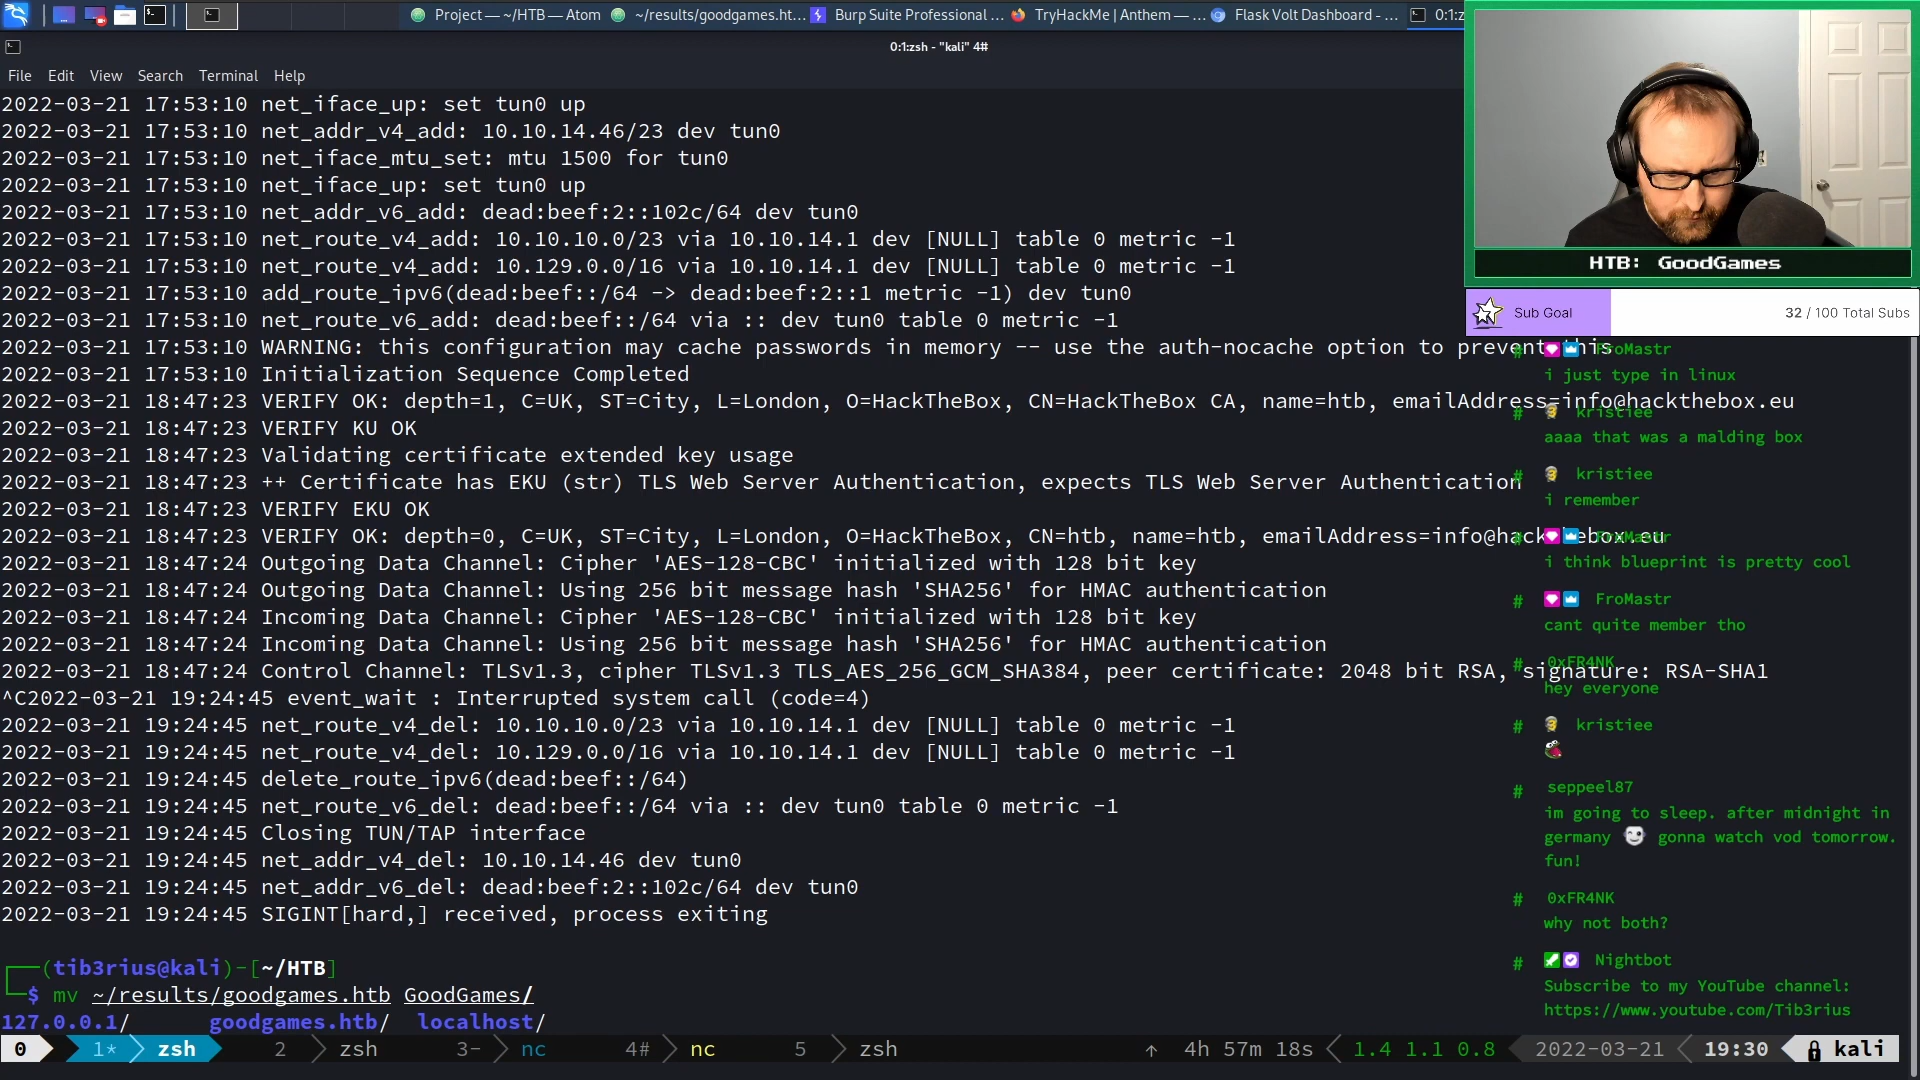 Project — ~/HTB — Atom
~/results/goodgames.ht...
Burp Suite Professional ...
TryHackMe | Anthem — ...
Flask Volt Dashboard - ...
0:1:z
0:1:zsh - "kali" 4#
File Edit View Search Terminal Help
2022-03-21 17:53:10 net_iface_up: set tun0 up
2022-03-21 17:53:10 net_addr_v4_add: 10.10.14.46/23 dev tun0
2022-03-21 17:53:10 net_iface_mtu_set: mtu 1500 for tun0
2022-03-21 17:53:10 net_iface_up: set tun0 up
2022-03-21 17:53:10 net_addr_v6_add: dead:beef:2::102c/64 dev tun0
2022-03-21 17:53:10 net_route_v4_add: 10.10.10.0/23 via 10.10.14.1 dev [NULL] table 0 metric -1
2022-03-21 17:53:10 net_route_v4_add: 10.129.0.0/16 via 10.10.14.1 dev [NULL] table 0 metric -1
2022-03-21 17:53:10 add_route_ipv6(dead:beef::/64 -> dead:beef:2::1 metric -1) dev tun0
2022-03-21 17:53:10 net_route_v6_add: dead:beef::/64 via :: dev tun0 table 0 metric -1
2022-03-21 17:53:10 WARNING: this configuration may cache passwords in memory -- use the auth-nocache option to prevent this
2022-03-21 17:53:10 Initialization Sequence Completed
2022-03-21 18:47:23 VERIFY OK: depth=1, C=UK, ST=City, L=London, O=HackTheBox, CN=HackTheBox CA, name=htb, emailAddress=info@hackthebox.eu
2022-03-21 18:47:23 VERIFY KU OK
2022-03-21 18:47:23 Validating certificate extended key usage
2022-03-21 18:47:23 ++ Certificate has EKU (str) TLS Web Server Authentication, expects TLS Web Server Authentication
2022-03-21 18:47:23 VERIFY EKU OK
2022-03-21 18:47:23 VERIFY OK: depth=0, C=UK, ST=City, L=London, O=HackTheBox, CN=htb, name=htb, emailAddress=info@hackthebox.eu
2022-03-21 18:47:24 Outgoing Data Channel: Cipher 'AES-128-CBC' initialized with 128 bit key
2022-03-21 18:47:24 Outgoing Data Channel: Using 256 bit message hash 'SHA256' for HMAC authentication
2022-03-21 18:47:24 Incoming Data Channel: Cipher 'AES-128-CBC' initialized with 128 bit key
2022-03-21 18:47:24 Incoming Data Channel: Using 256 bit message hash 'SHA256' for HMAC authentication
2022-03-21 18:47:24 Control Channel: TLSv1.3, cipher TLSv1.3 TLS_AES_256_GCM_SHA384, peer certificate: 2048 bit RSA, signature: RSA-SHA1
^C2022-03-21 19:24:45 event_wait : Interrupted system call (code=4)
2022-03-21 19:24:45 net_route_v4_del: 10.10.10.0/23 via 10.10.14.1 dev [NULL] table 0 metric -1
2022-03-21 19:24:45 net_route_v4_del: 10.129.0.0/16 via 10.10.14.1 dev [NULL] table 0 metric -1
2022-03-21 19:24:45 delete_route_ipv6(dead:beef::/64)
2022-03-21 19:24:45 net_route_v6_del: dead:beef::/64 via :: dev tun0 table 0 metric -1
2022-03-21 19:24:45 Closing TUN/TAP interface
2022-03-21 19:24:45 net_addr_v4_del: 10.10.14.46 dev tun0
2022-03-21 19:24:45 net_addr_v6_del: dead:beef:2::102c/64 dev tun0
2022-03-21 19:24:45 SIGINT[hard,] received, process exiting
(tib3rius@kali)-[~/HTB]
$ mv ~/results/goodgames.htb GoodGames/
127.0.0.1/ goodgames.htb/ localhost/
0 1* zsh 2 zsh 3- nc 4# nc 5 zsh ↑ 4h 57m 18s 1.4 1.1 0.8 2022-03-21 19:30 kali
HTB: GoodGames
Sub Goal 32 / 100 Total Subs
# FroMastr
i just type in linux
# kristiee
aaaa that was a malding box
# kristiee
i remember
# FroMastr
i think blueprint is pretty cool
# FroMastr
cant quite member tho
# 0xFR4NK
hey everyone
# kristiee
# seppeel87
im going to sleep. after midnight in
germany gonna watch vod tomorrow.
fun!
# 0xFR4NK
why not both?
# Nightbot
Subscribe to my YouTube channel:
https://www.youtube.com/Tib3rius